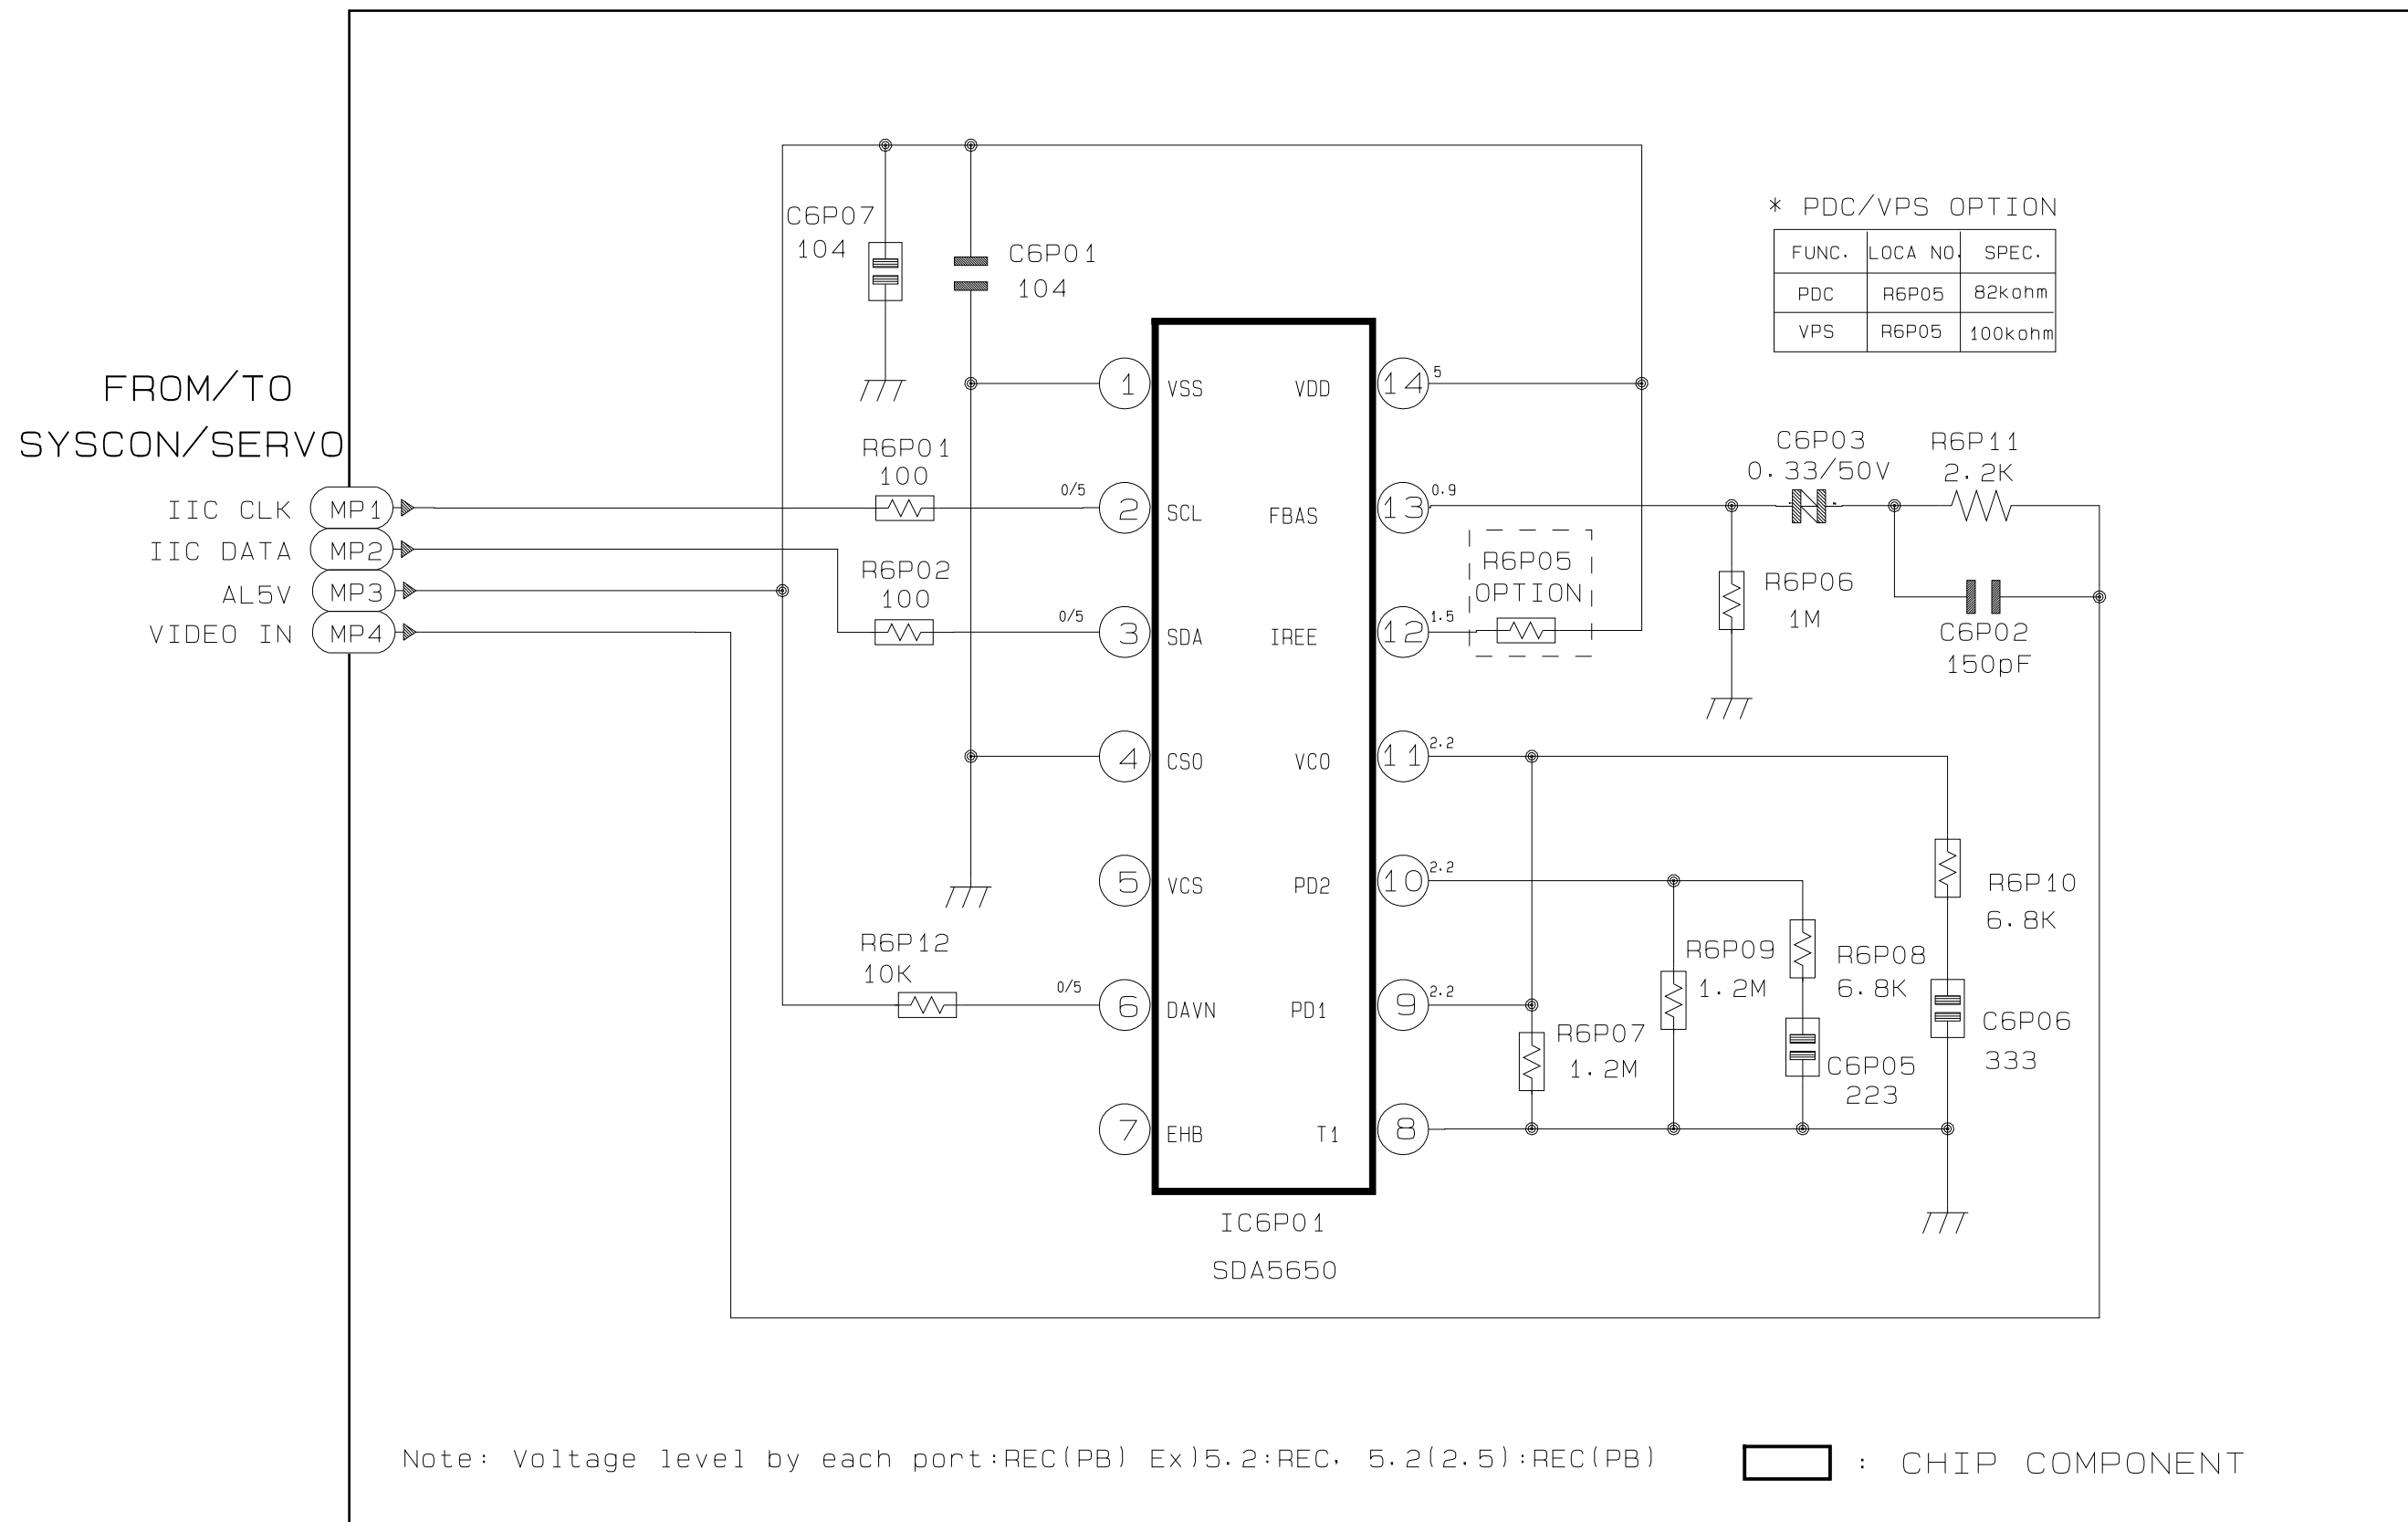 FROM/TO
SYSCON/SERVO
IIC CLK MP1
IIC DATA MP2
AL5V MP3
VIDEO IN MP4
C6P07
104
C6P01
104
R6P01
100
R6P02
100
R6P12
10K
0/5
0/5
0/5
1 VSS
2 SCL
3 SDA
4 CSO
5 VCS
6 DAVN
7 EHB
VDD 14 5
FBAS 13 0.9
IREE 12 1.5
VCO 11 2.2
PD2 10 2.2
PD1 9 2.2
T1 8
IC6P01
SDA5650
R6P05
OPTION
* PDC/VPS OPTION
FUNC. LOCA NO. SPEC.
PDC R6P05 82kohm
VPS R6P05 100kohm
C6P03
0.33/50V
R6P11
2.2K
R6P06
1M
C6P02
150pF
R6P10
6.8K
R6P09
1.2M
R6P08
6.8K
R6P07
1.2M
C6P05
223
C6P06
333
Note: Voltage level by each port:REC(PB) Ex)5.2:REC, 5.2(2.5):REC(PB)
: CHIP COMPONENT